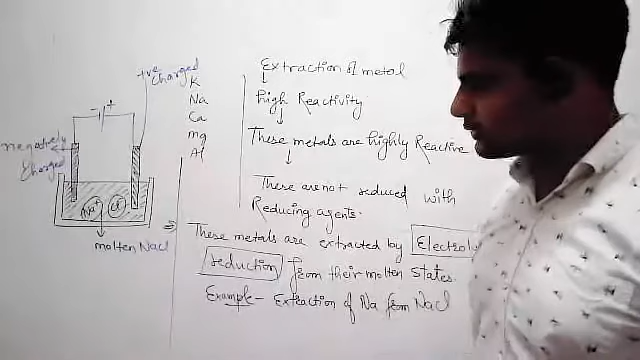 +ve
Charged
- +
negatively
Charged
Na+ Cl-
molten Nacl
K
Na
Ca
mg
Al
Extraction of metal
high Reactivity
These metals are highly Reactive
These are not reduced with
Reducing agents.
⇒ These metals are extracted by Electrol
reduction from their molten states.
Example - Extraction of Na from Nacl